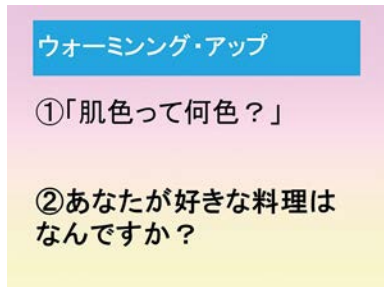 ウォーミンング・アップ
①「肌色って何色？」
②あなたが好きな料理は
なんですか？